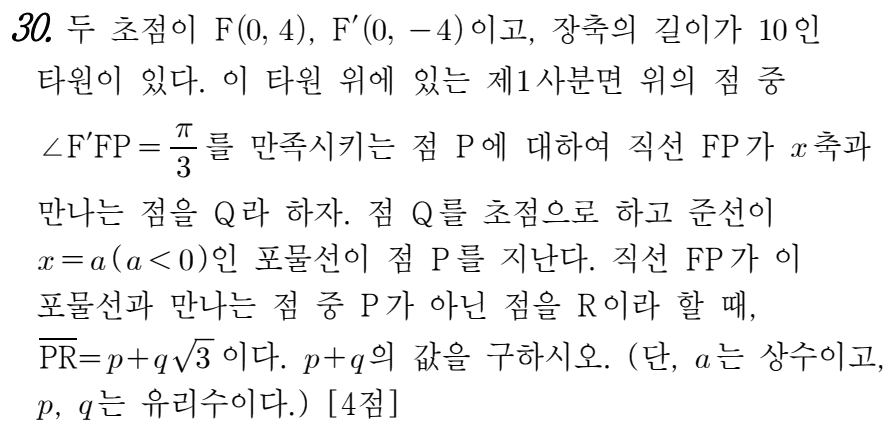 30. 두 초점이 F(0, 4), F′(0, −4)이고, 장축의 길이가 10인
타원이 있다. 이 타원 위에 있는 제1사분면 위의 점 중
∠F′FP = π/3 를 만족시키는 점 P에 대하여 직선 FP가 x축과
만나는 점을 Q라 하자. 점 Q를 초점으로 하고 준선이
x = a(a < 0)인 포물선이 점 P를 지난다. 직선 FP가 이
포물선과 만나는 점 중 P가 아닌 점을 R이라 할 때,
P̅R̅ = p + q√3 이다. p + q의 값을 구하시오. (단, a는 상수이고,
p, q는 유리수이다.) [4점]